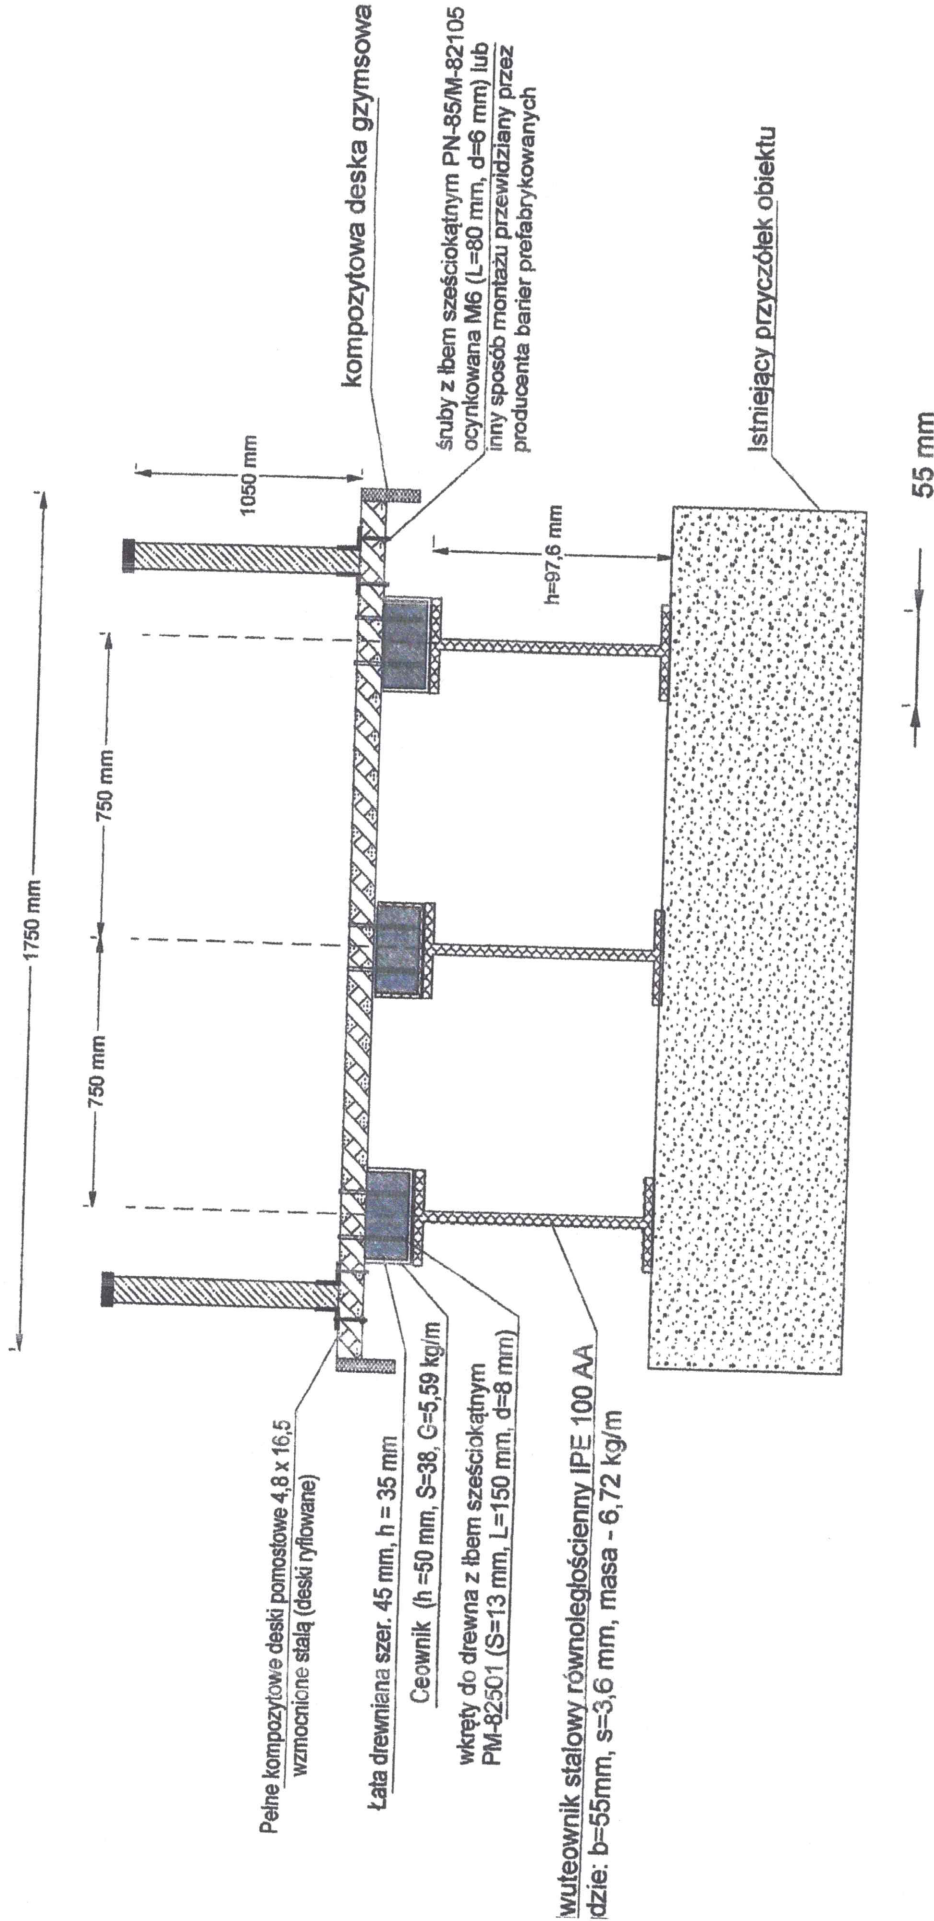 1750 mm
750 mm
750 mm
1050 mm
kompozytowa deska gzymsowa
śruby z łbem sześciokątnym PN-85/M-82105
ocynkowana M6 (L=80 mm, d=6 mm) lub
inny sposób montażu przewidziany przez
producenta barier prefabrykowanych
h=97,6 mm
Istniejący przyczółek obiektu
55 mm
Pełne kompozytowe deski pomostowe 4,8 x 16,5
wzmocnione stalą (deski ryflowane)
Łata drewniana szer. 45 mm, h = 35 mm
Ceownik (h =50 mm, S=38, G=5,59 kg/m
wkręty do drewna z łbem sześciokątnym
PM-82501 (S=13 mm, L=150 mm, d=8 mm)
wuteownik stalowy równoległościenny IPE 100 AA
dzie: b=55mm, s=3,6 mm, masa - 6,72 kg/m